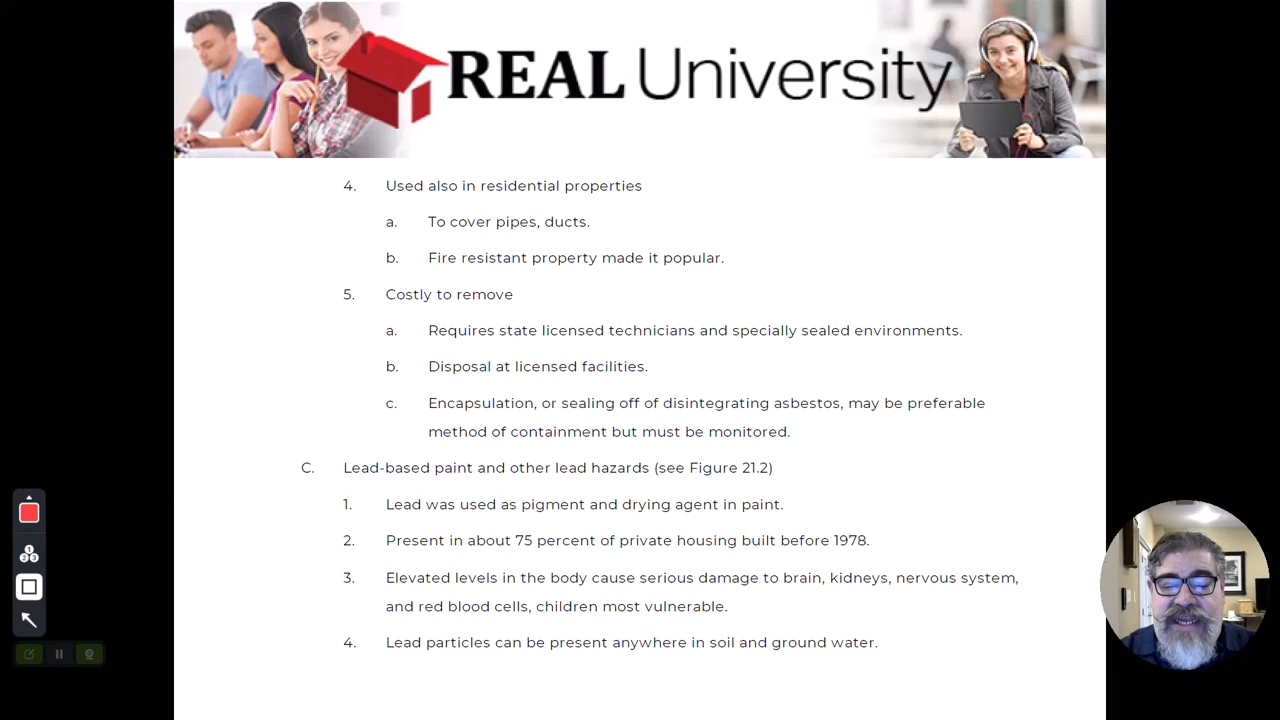 REAL University
4. Used also in residential properties
a. To cover pipes, ducts.
b. Fire resistant property made it popular.
5. Costly to remove
a. Requires state licensed technicians and specially sealed environments.
b. Disposal at licensed facilities.
c. Encapsulation, or sealing off of disintegrating asbestos, may be preferable
method of containment but must be monitored.
C. Lead-based paint and other lead hazards (see Figure 21.2)
1. Lead was used as pigment and drying agent in paint.
2. Present in about 75 percent of private housing built before 1978.
3. Elevated levels in the body cause serious damage to brain, kidneys, nervous system,
and red blood cells, children most vulnerable.
4. Lead particles can be present anywhere in soil and ground water.